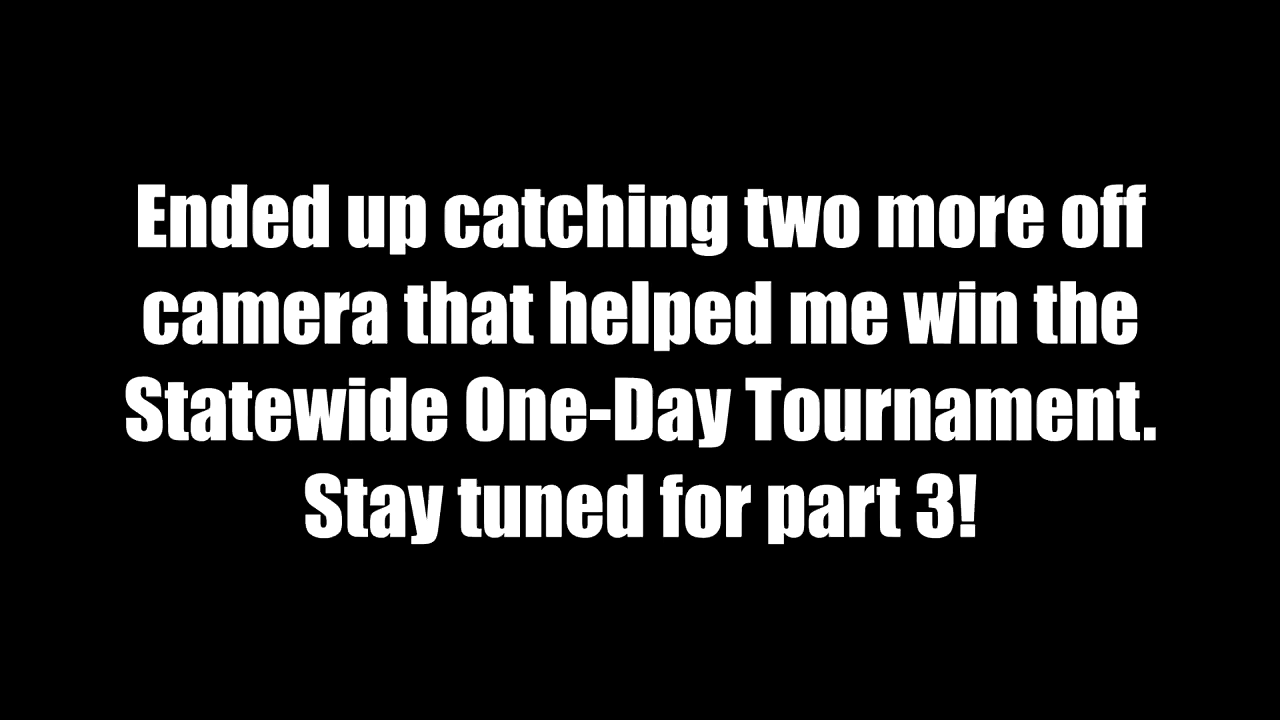 Ended up catching two more off
camera that helped me win the
Statewide One-Day Tournament.
Stay tuned for part 3!